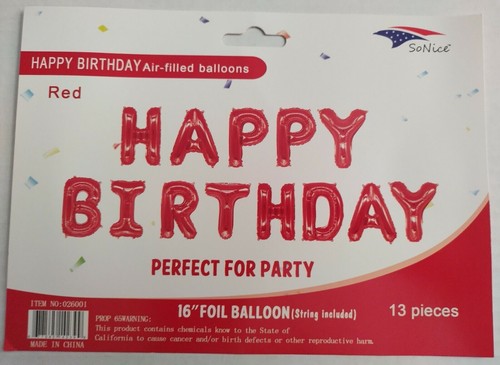 SoNice
HAPPY BIRTHDAY Air-filled balloons
Red
HAPPY
BIRTHDAY
PERFECT FOR PARTY
ITEM NO:026001
MADE IN CHINA
16"FOIL BALLOON(String included)
13 pieces
PROP 65WARNING:
This product contains chemicals know to the State of
California to cause cancer and/or birth defects or other reproductive harm.